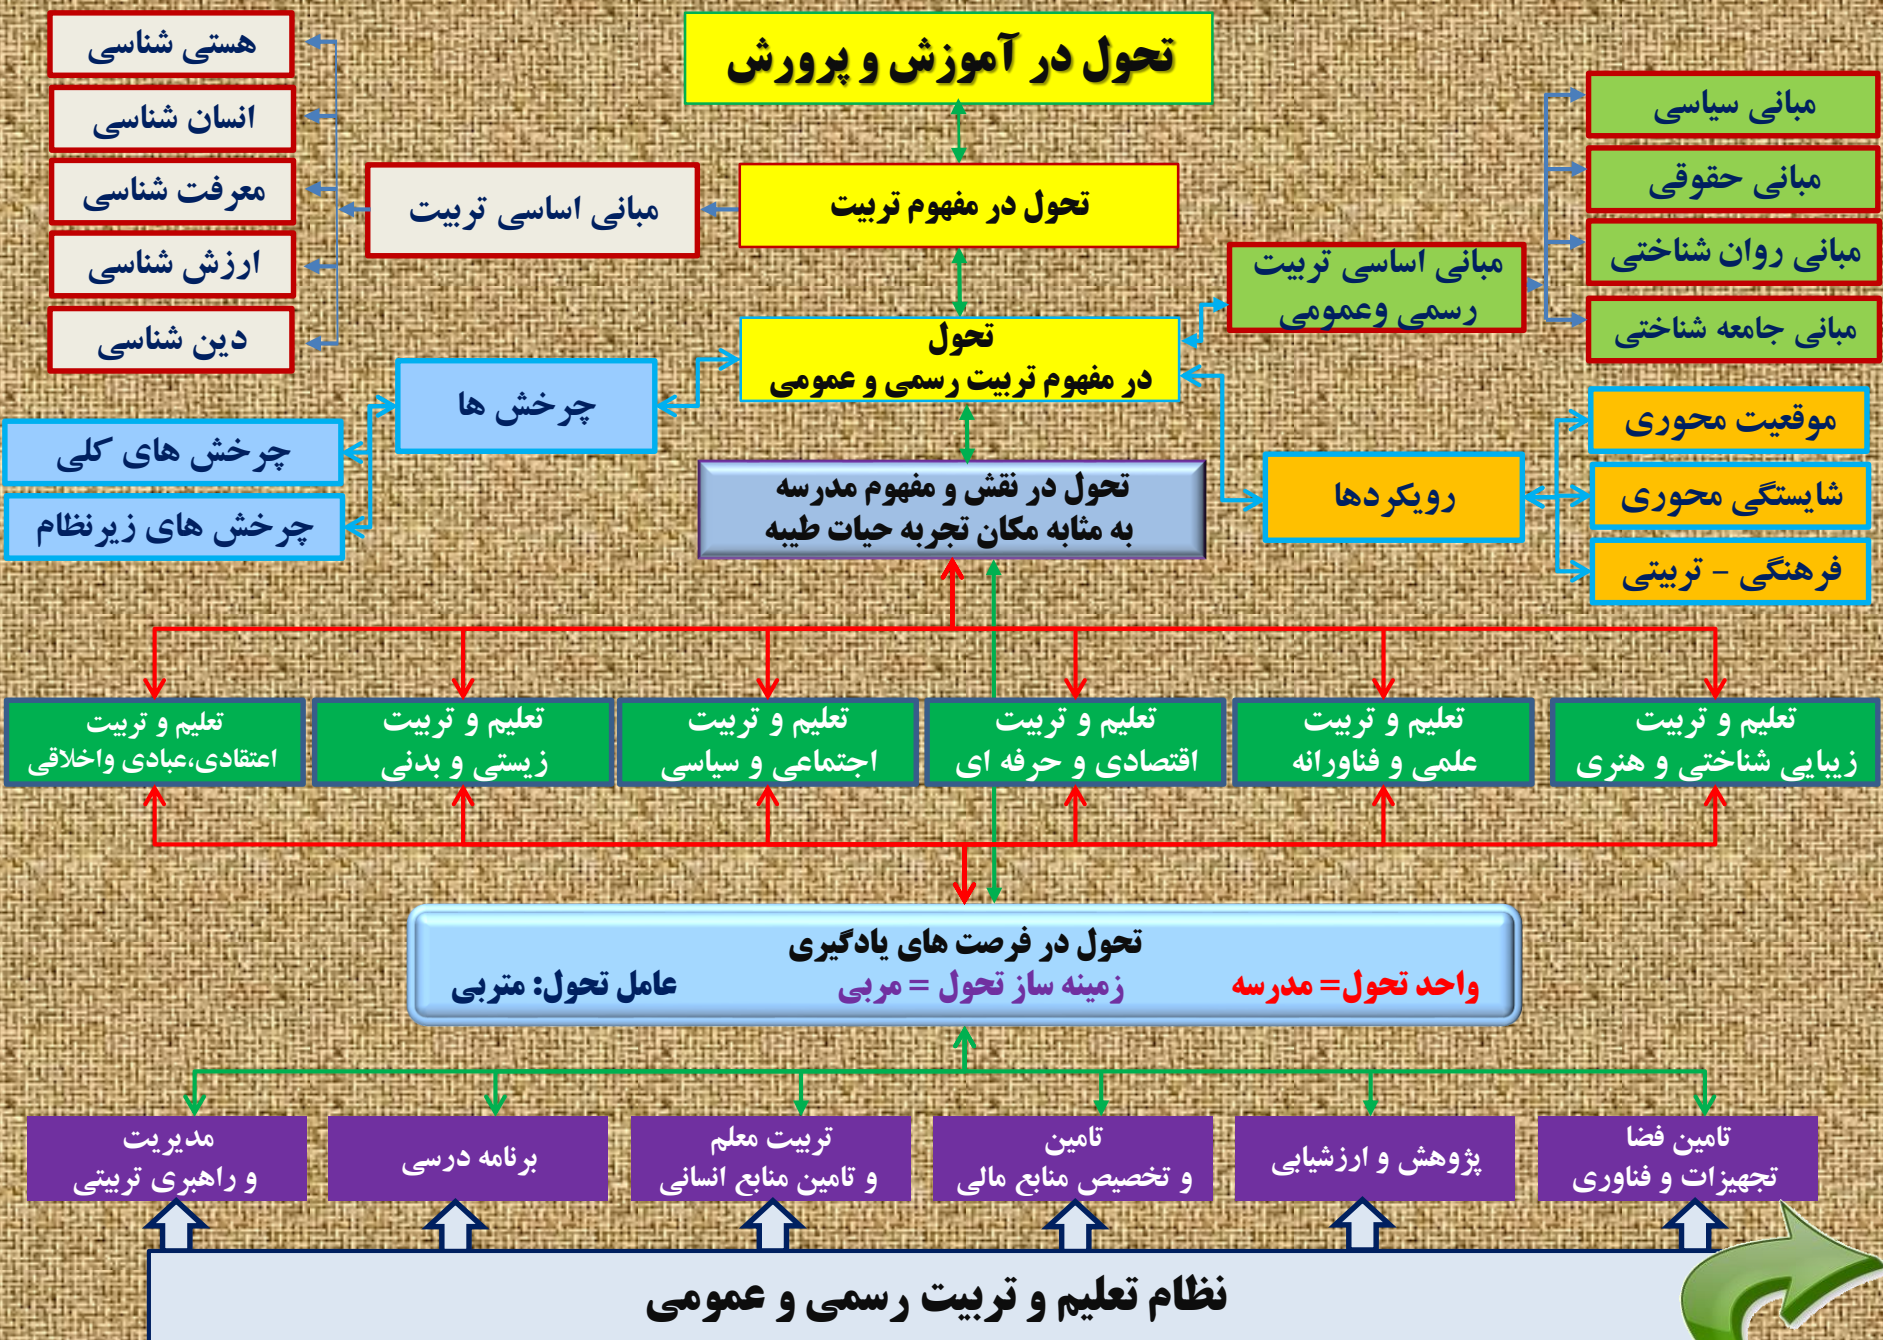 تحول در آموزش و پرورش
تحول در مفهوم تربیت
مبانی اساسی تربیت
هستی شناسی
انسان شناسی
معرفت شناسی
ارزش شناسی
دین شناسی
تحول
در مفهوم تربیت رسمی و عمومی
مبانی اساسی تربیت
رسمی وعمومی
مبانی سیاسی
مبانی حقوقی
مبانی روان شناختی
مبانی جامعه شناختی
رویکردها
موقعیت محوری
شایستگی محوری
فرهنگی - تربیتی
چرخش ها
چرخش های کلی
چرخش های زیرنظام
تحول در نقش و مفهوم مدرسه
به مثابه مکان تجربه حیات طیبه
تعلیم و تربیت
زیبایی شناختی و هنری
تعلیم و تربیت
علمی و فناورانه
تعلیم و تربیت
اقتصادی و حرفه ای
تعلیم و تربیت
اجتماعی و سیاسی
تعلیم و تربیت
زیستی و بدنی
تعلیم و تربیت
اعتقادی،عبادی واخلاقی
تحول در فرصت های یادگیری
واحد تحول= مدرسه زمینه ساز تحول = مربی عامل تحول: متربی
تامین فضا
تجهیزات و فناوری
پژوهش و ارزشیابی
تامین
و تخصیص منابع مالی
تربیت معلم
و تامین منابع انسانی
برنامه درسی
مدیریت
و راهبری تربیتی
نظام تعلیم و تربیت رسمی و عمومی